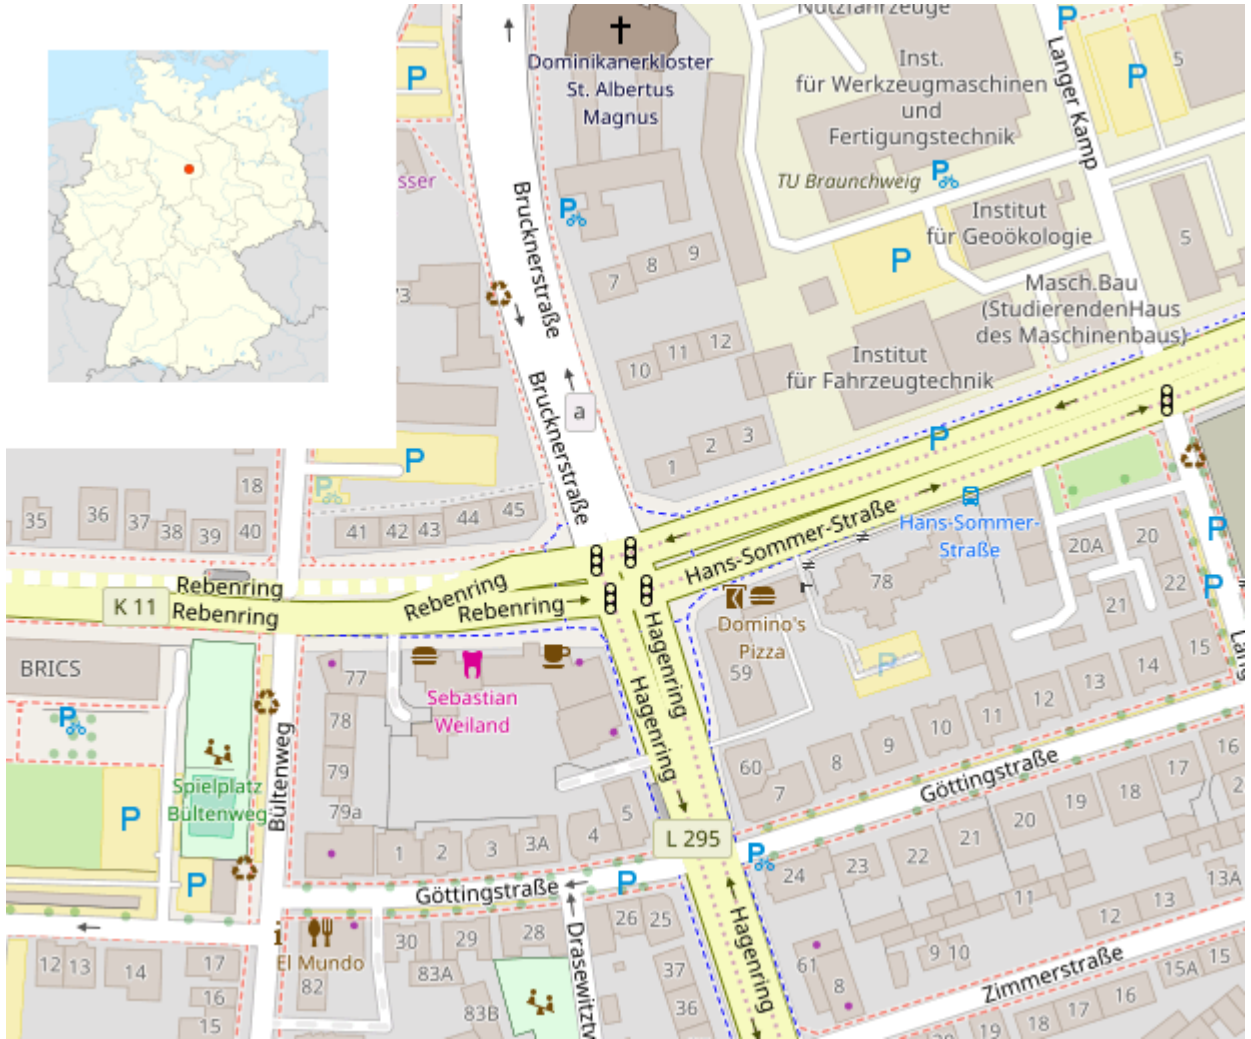 Nutzfahrzeuge
Dominikanerkloster
St. Albertus
Magnus
Inst.
für Werkzeugmaschinen
und
Fertigungstechnik
Langer Kamp
P
P
P
5
TU Braunchweig
P
P
Institut
für Geoökologie
5
P
Brucknerstraße
7
8
9
Masch.Bau
(StudierendenHaus
des Maschinenbaus)
Institut
für Fahrzeugtechnik
10
11
12
Brucknerstraße
a
1
2
3
P
P
P
18
35
36
37
38
39
40
41
42
43
44
45
Hans-Sommer-Straße
Hans-Sommer-
Straße
P
P
20A
20
22
21
78
Rebenring
Rebenring
Rebenring
Rebenring
K 11
Domino's
Pizza
59
P
15
14
13
12
11
10
9
8
7
60
BRICS
P
77
78
79
79a
Sebastian
Weiland
Hagenring
Hagenring
Spielplatz
Bültenweg
Bültenweg
P
P
Göttingstraße
16
17
18
19
20
21
22
23
24
L 295
P
1
2
3
3A
4
5
Göttingstraße
P
El Mundo
82
30
29
28
26
25
83A
83B
37
36
Hagenring
61
8
9
10
11
12
13
13A
Zimmerstraße
15A
15
16
17
18
19
12
13
14
17
16
15